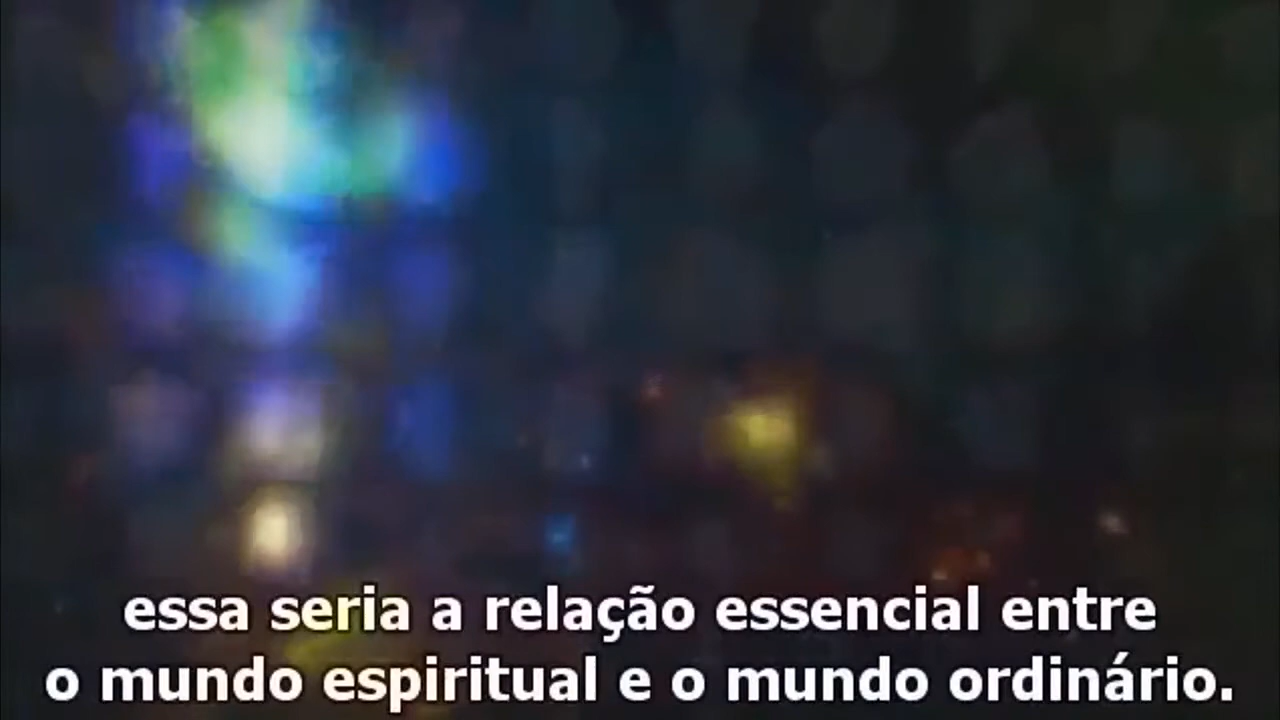 essa seria a relação essencial entre
o mundo espiritual e o mundo ordinário.